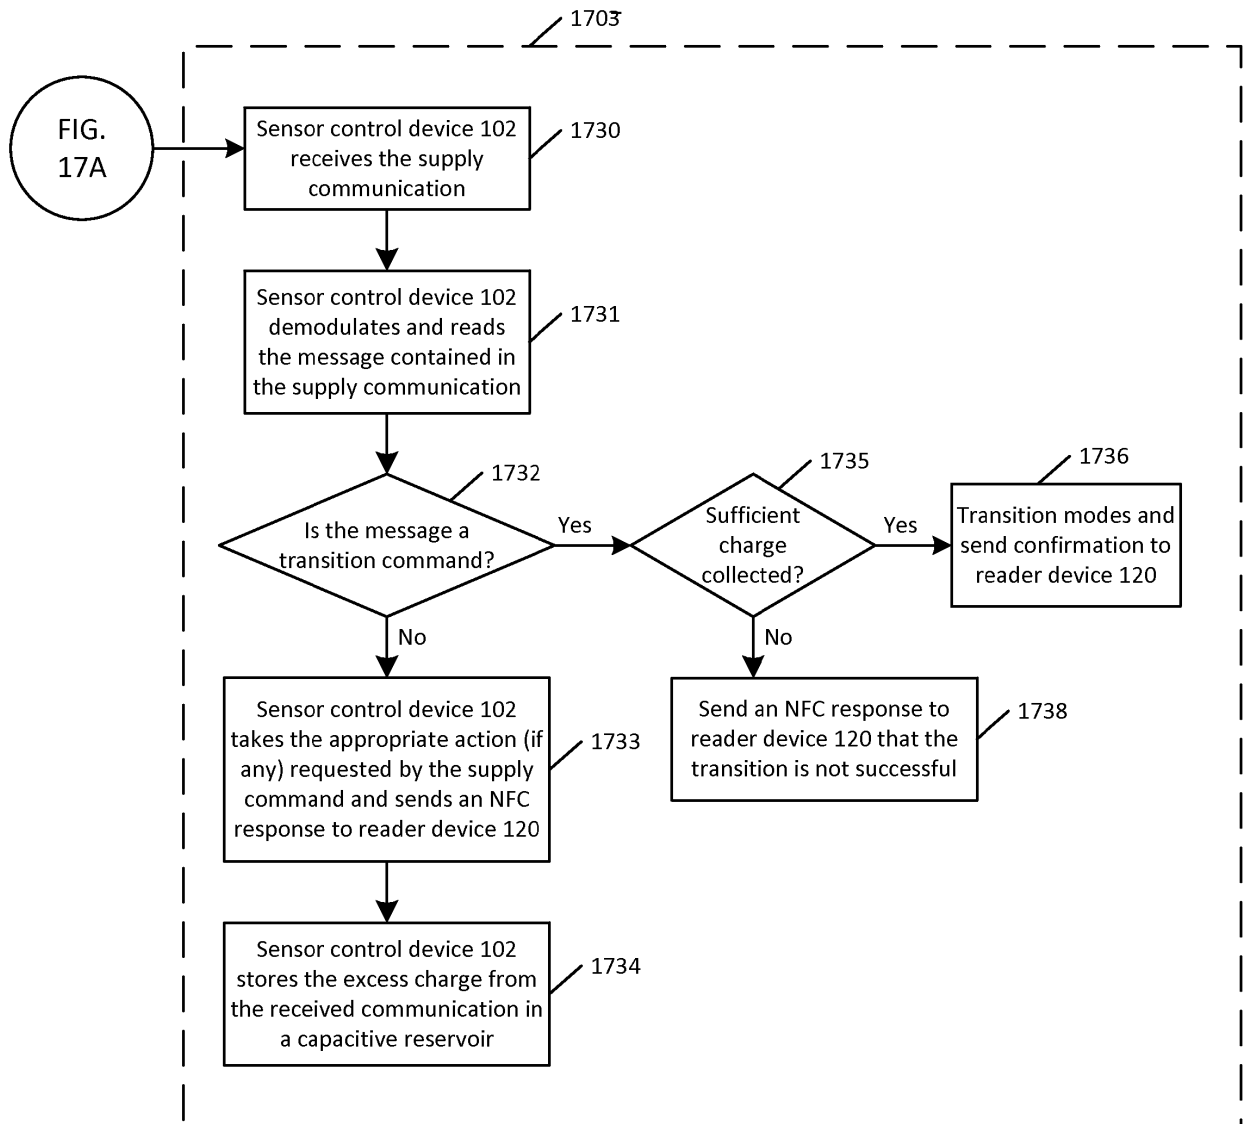 1703
FIG.
17A
Sensor control device 102
receives the supply
communication
1730
Sensor control device 102
demodulates and reads
the message contained in
the supply communication
1731
Is the message a
transition command?
1732
Yes
Sufficient
charge
collected?
1735
Yes
Transition modes and
send confirmation to
reader device 120
1736
No
No
Sensor control device 102
takes the appropriate action (if
any) requested by the supply
command and sends an NFC
response to reader device 120
1733
Send an NFC response to
reader device 120 that the
transition is not successful
1738
Sensor control device 102
stores the excess charge from
the received communication in
a capacitive reservoir
1734